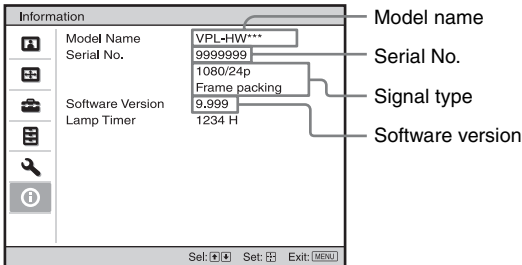 Information
Model Name VPL-HW*** Model name
Serial No. 9999999 Serial No.
1080/24p
Frame packing Signal type
Software Version 9.999 Software version
Lamp Timer 1234 H
Sel: Set: Exit: MENU